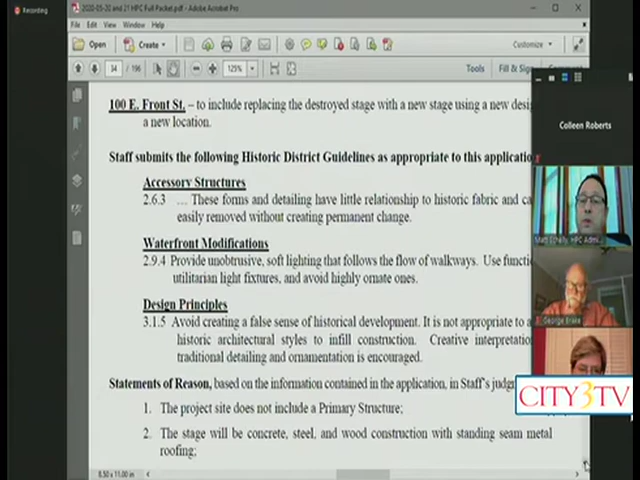 Recording
2020-05-20 and 21 HPC Full Packet.pdf - Adobe Acrobat Pro
File Edit View Window Help
Open Create Customize
34 / 196 125% Tools Fill & Sign Comment
100 E. Front St. – to include replacing the destroyed stage with a new stage using a new desi
a new location.
Staff submits the following Historic District Guidelines as appropriate to this applicatio
Accessory Structures
2.6.3 … These forms and detailing have little relationship to historic fabric and ca
easily removed without creating permanent change.
Waterfront Modifications
2.9.4 Provide unobtrusive, soft lighting that follows the flow of walkways. Use functi
utilitarian light fixtures, and avoid highly ornate ones.
Design Principles
3.1.5 Avoid creating a false sense of historical development. It is not appropriate to a
historic architectural styles to infill construction. Creative interpretatio
traditional detailing and ornamentation is encouraged.
Statements of Reason, based on the information contained in the application, in Staff's judg
1. The project site does not include a Primary Structure;
2. The stage will be concrete, steel, and wood construction with standing seam metal
roofing;
8.50 x 11.00 in
Colleen Roberts
HPC Admi...
George Brake
CITY3TV